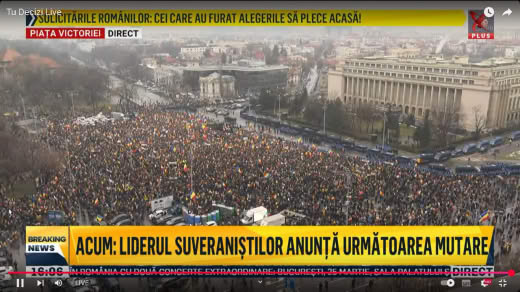 Tu Decizi Live
SOLICITĂRILE ROMÂNILOR: CEI CARE AU FURAT ALEGERILE SĂ PLECE ACASĂ!
PIAȚA VICTORIEI DIRECT
PLUS
BREAKING NEWS
ACUM: LIDERUL SUVERANIȘTILOR ANUNȚĂ URMĂTOAREA MUTARE
16:06
ÎN ROMÂNIA CU DOUĂ CONCERTE EXTRAORDINARE: BUCUREȘTI, 25 MARTIE, SALA PALATULUI
DIRECT
LIVE